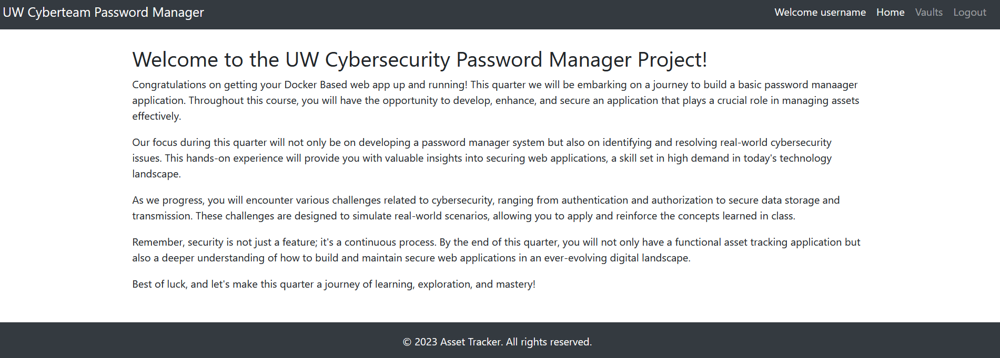 UW Cyberteam Password Manager
Welcome username Home Vaults Logout
Welcome to the UW Cybersecurity Password Manager Project!
Congratulations on getting your Docker Based web app up and running! This quarter we will be embarking on a journey to build a basic password manaager
application. Throughout this course, you will have the opportunity to develop, enhance, and secure an application that plays a crucial role in managing assets
effectively.
Our focus during this quarter will not only be on developing a password manager system but also on identifying and resolving real-world cybersecurity
issues. This hands-on experience will provide you with valuable insights into securing web applications, a skill set in high demand in today's technology
landscape.
As we progress, you will encounter various challenges related to cybersecurity, ranging from authentication and authorization to secure data storage and
transmission. These challenges are designed to simulate real-world scenarios, allowing you to apply and reinforce the concepts learned in class.
Remember, security is not just a feature; it's a continuous process. By the end of this quarter, you will not only have a functional asset tracking application but
also a deeper understanding of how to build and maintain secure web applications in an ever-evolving digital landscape.
Best of luck, and let's make this quarter a journey of learning, exploration, and mastery!
© 2023 Asset Tracker. All rights reserved.